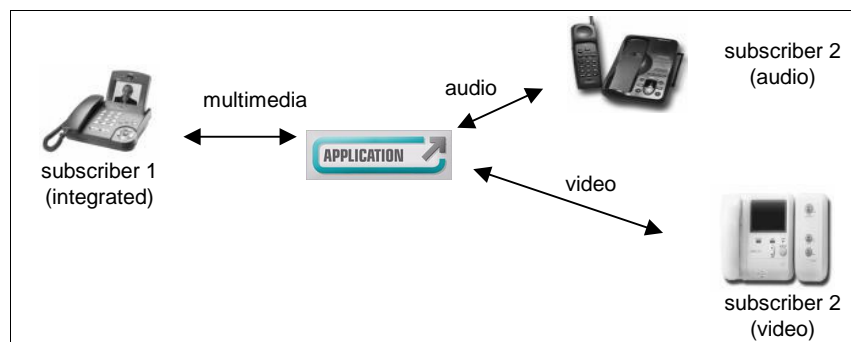 subscriber 2
(audio)
multimedia
audio
APPLICATION
subscriber 1
(integrated)
video
subscriber 2
(video)